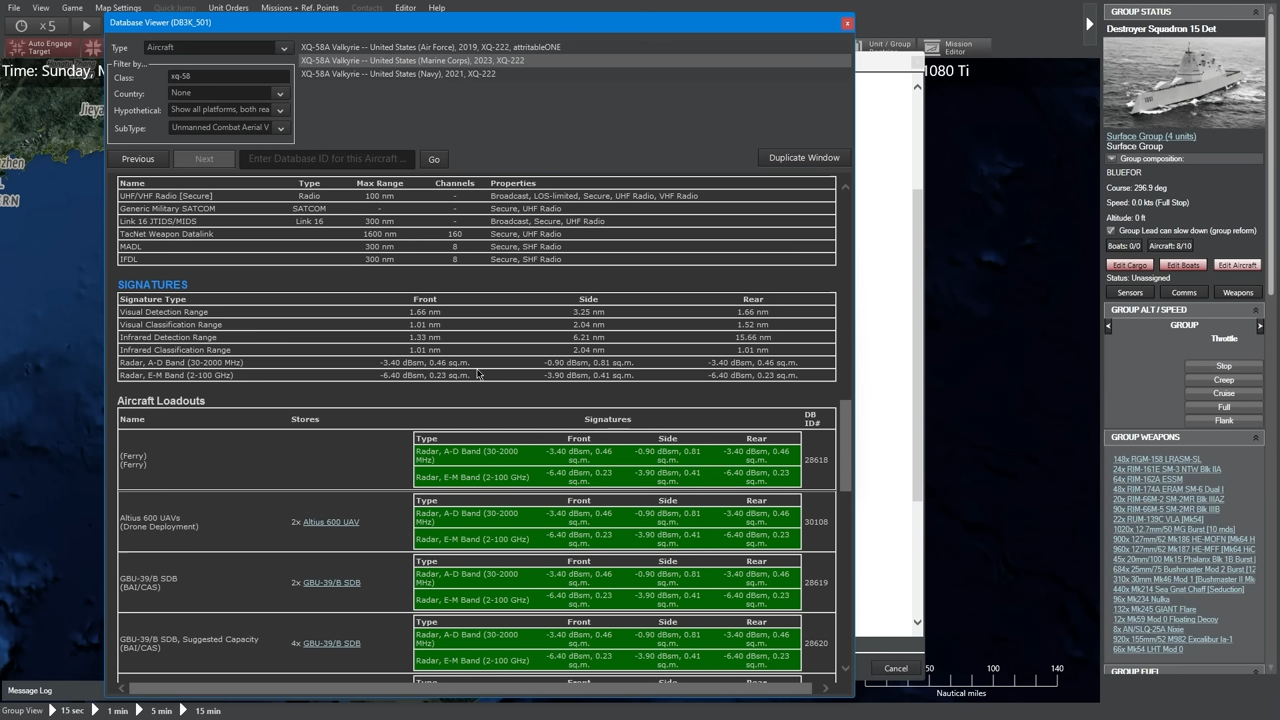 File View Game Map Settings Quick Jump Unit Orders Missions + Ref. Points Contacts Editor Help
×5
Auto Engage Target
Time: Sunday, M
Unit / Group
Mission Editor
1080 Ti
Database Viewer (DB3K_501)
Type Aircraft
Filter by...
Class: xq-58
Country: None
Hypothetical: Show all platforms, both rea
SubType: Unmanned Combat Aerial V
XQ-58A Valkyrie -- United States (Air Force), 2019, XQ-222, attritableONE
XQ-58A Valkyrie -- United States (Marine Corps), 2023, XQ-222
XQ-58A Valkyrie -- United States (Navy), 2021, XQ-222
Previous Next Enter Database ID for this Aircraft ... Go Duplicate Window
Name Type Max Range Channels Properties
UHF/VHF Radio [Secure] Radio 100 nm - Broadcast, LOS-limited, Secure, UHF Radio, VHF Radio
Generic Military SATCOM SATCOM - - Secure, UHF Radio
Link 16 JTIDS/MIDS Link 16 300 nm - Broadcast, Secure, UHF Radio
TacNet Weapon Datalink 1600 nm 160 Secure, UHF Radio
MADL 300 nm 8 Secure, SHF Radio
IFDL 300 nm 8 Secure, SHF Radio
SIGNATURES
Signature Type Front Side Rear
Visual Detection Range 1.66 nm 3.25 nm 1.66 nm
Visual Classification Range 1.01 nm 2.04 nm 1.52 nm
Infrared Detection Range 1.33 nm 6.21 nm 15.66 nm
Infrared Classification Range 1.01 nm 2.04 nm 1.01 nm
Radar, A-D Band (30-2000 MHz) -3.40 dBsm, 0.46 sq.m. -0.90 dBsm, 0.81 sq.m. -3.40 dBsm, 0.46 sq.m.
Radar, E-M Band (2-100 GHz) -6.40 dBsm, 0.23 sq.m. -3.90 dBsm, 0.41 sq.m. -6.40 dBsm, 0.23 sq.m.
Aircraft Loadouts
Name Stores Signatures DB ID#
(Ferry)
(Ferry)
Type Front Side Rear
Radar, A-D Band (30-2000 MHz) -3.40 dBsm, 0.46 sq.m. -0.90 dBsm, 0.81 sq.m. -3.40 dBsm, 0.46 sq.m.
Radar, E-M Band (2-100 GHz) -6.40 dBsm, 0.23 sq.m. -3.90 dBsm, 0.41 sq.m. -6.40 dBsm, 0.23 sq.m.
28618
Altius 600 UAVs
(Drone Deployment)
2x Altius 600 UAV
Type Front Side Rear
Radar, A-D Band (30-2000 MHz) -3.40 dBsm, 0.46 sq.m. -0.90 dBsm, 0.81 sq.m. -3.40 dBsm, 0.46 sq.m.
Radar, E-M Band (2-100 GHz) -6.40 dBsm, 0.23 sq.m. -3.90 dBsm, 0.41 sq.m. -6.40 dBsm, 0.23 sq.m.
30108
GBU-39/B SDB
(BAI/CAS)
2x GBU-39/B SDB
Type Front Side Rear
Radar, A-D Band (30-2000 MHz) -3.40 dBsm, 0.46 sq.m. -0.90 dBsm, 0.81 sq.m. -3.40 dBsm, 0.46 sq.m.
Radar, E-M Band (2-100 GHz) -6.40 dBsm, 0.23 sq.m. -3.90 dBsm, 0.41 sq.m. -6.40 dBsm, 0.23 sq.m.
28619
GBU-39/B SDB, Suggested Capacity
(BAI/CAS)
4x GBU-39/B SDB
Type Front Side Rear
Radar, A-D Band (30-2000 MHz) -3.40 dBsm, 0.46 sq.m. -0.90 dBsm, 0.81 sq.m. -3.40 dBsm, 0.46 sq.m.
Radar, E-M Band (2-100 GHz) -6.40 dBsm, 0.23 sq.m. -3.90 dBsm, 0.41 sq.m. -6.40 dBsm, 0.23 sq.m.
28620
Cancel
50 100 140
Nautical miles
GROUP STATUS
Destroyer Squadron 15 Det
Surface Group (4 units)
Surface Group
Group composition:
BLUEFOR
Course: 296.9 deg
Speed: 0.0 kts (Full Stop)
Altitude: 0 ft
Group Lead can slow down (group reform)
Boats: 0/0 Aircraft: 8/10
Edit Cargo Edit Boats Edit Aircraft
Status: Unassigned
Sensors Comms Weapons
GROUP ALT / SPEED
GROUP
Throttle
Stop
Creep
Cruise
Full
Flank
GROUP WEAPONS
148x RGM-158 LRASM-SL
24x RIM-161E SM-3 NTW Blk IIA
64x RIM-162A ESSM
48x RIM-174A ERAM SM-6 Dual I
20x RIM-66M-2 SM-2MR Blk IIIAZ
90x RIM-66M-5 SM-2MR Blk IIIB
22x RUM-139C VLA [Mk54]
1020x 12.7mm/50 MG Burst [10 rnds]
900x 127mm/62 Mk186 HE-MOFN [Mk64 H
960x 127mm/62 Mk187 HE-MFF [Mk64 HiC
45x 20mm/100 Mk15 Phalanx Blk 1B Burst [
684x 25mm/75 Bushmaster Mod 2 Burst [12
310x 30mm Mk46 Mod 1 [Bushmaster II Mk
440x Mk214 Sea Gnat Chaff [Seduction]
96x Mk234 Nulka
132x Mk245 GIANT Flare
12x Mk59 Mod 0 Floating Decoy
8x AN/SLQ-25A Nixie
920x 155mm/52 M982 Excalibur Ia-1
66x Mk54 LHT Mod 0
GROUP FUEL
Message Log
Group View 15 sec 1 min 5 min 15 min